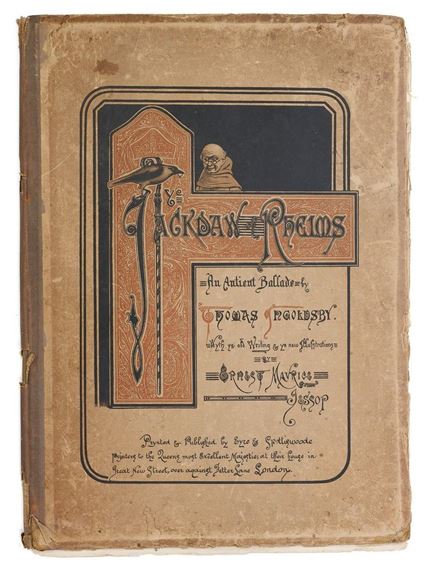 Ye
Jackdaw of Rheims
An Antient Ballade by
Thomas Ingoldsby.
With ye old Writing & ye new Illustrations
BY
Ernest Maurice
Jessop
Printed & Published by Eyre & Spottiswoode
Printers to the Queens most Excellent Majestie; at their house in
Great New Street, over against Fetter Lane London.